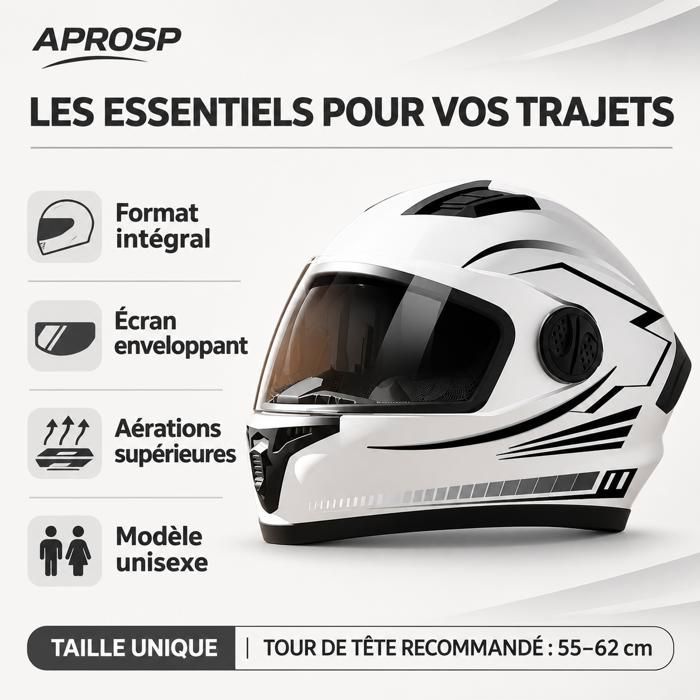 APROSP
LES ESSENTIELS POUR VOS TRAJETS
Format
intégral
Écran
enveloppant
Aérations
supérieures
Modèle
unisexe
TAILLE UNIQUE | TOUR DE TÊTE RECOMMANDÉ : 55–62 cm